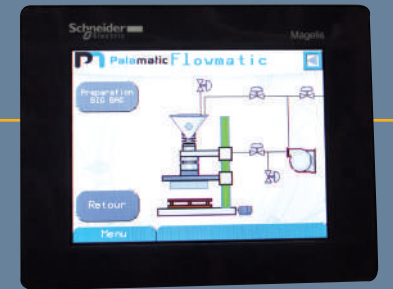 Schneider
Electric
Magelis
Palamatic Flowmatic
Preparation
BIG BAG
Retour
Menu